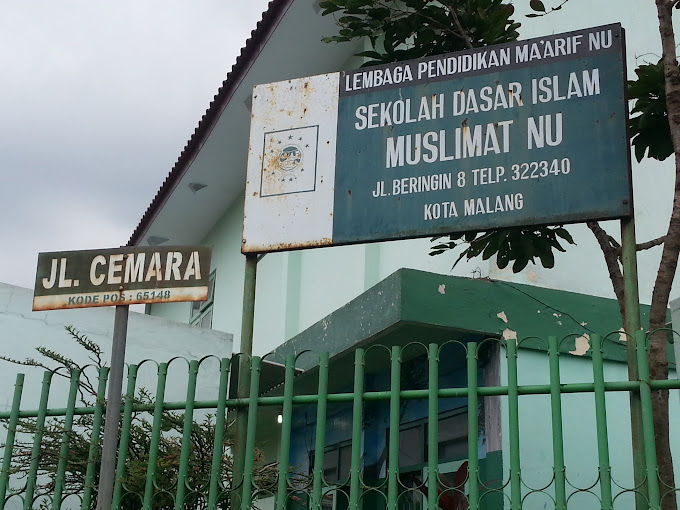 LEMBAGA PENDIDIKAN MA'ARIF NU
SEKOLAH DASAR ISLAM
MUSLIMAT NU
JL. BERINGIN 8 TELP. 322340
KOTA MALANG
JL. CEMARA
KODE POS : 65148